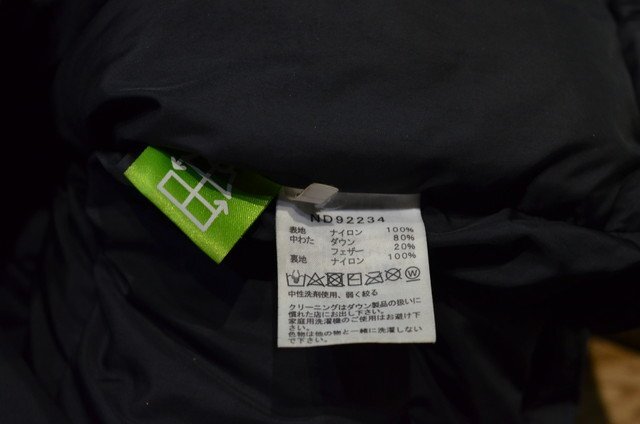 ND92234
表地 ナイロン 100%
中わた ダウン 80%
フェザー 20%
裏地 ナイロン 100%
中性洗剤使用、弱く絞る
クリーニングはダウン製品の扱いに
慣れた店にお出し下さい。
家庭用洗濯機のご使用はお避け下
さい。
色物は他の物と一緒に洗濯しない
で下さい。